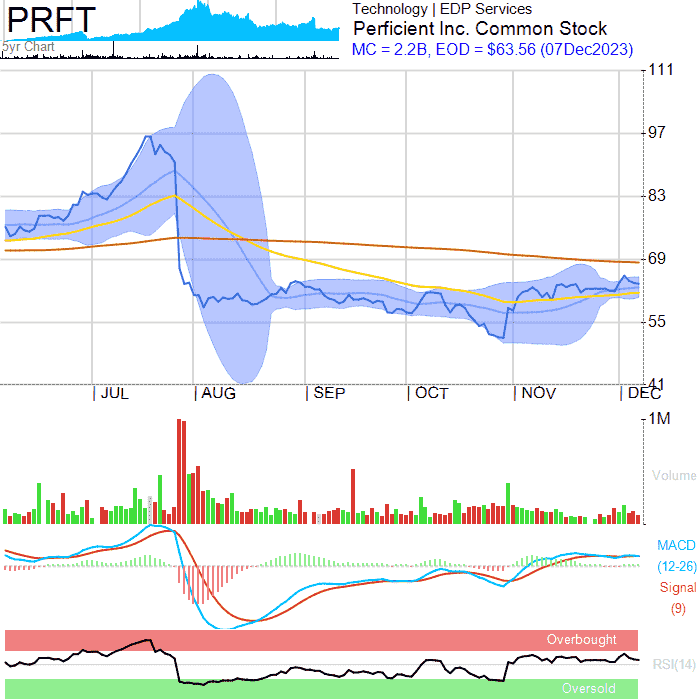 PRFT
5yr Chart
Technology | EDP Services
Perficient Inc. Common Stock
MC = 2.2B, EOD = $63.56 (07Dec2023)
111
97
83
69
55
41
JUL AUG SEP OCT NOV DEC
1M
Volume
MACD
(12-26)
Signal
(9)
Overbought
RSI(14)
Oversold